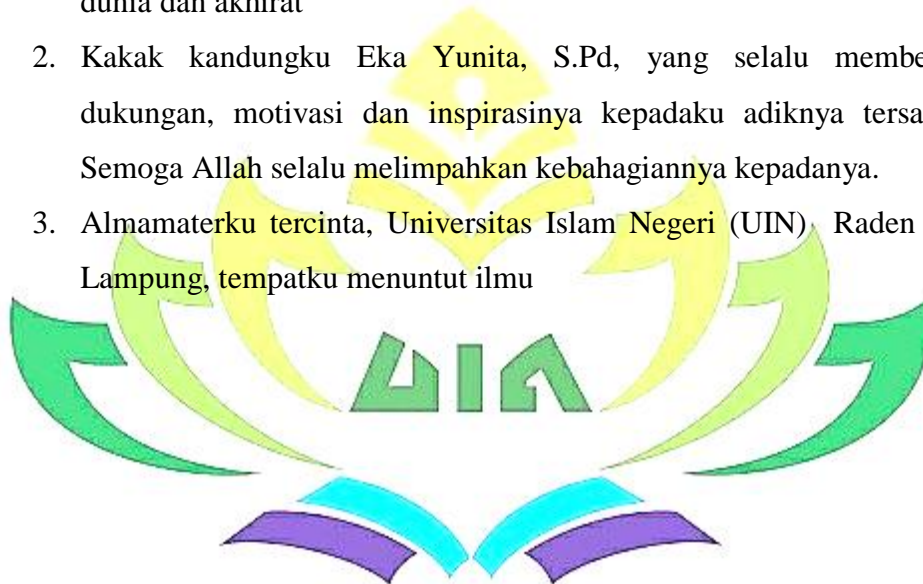 dunia dan akhirat
2. Kakak kandungku Eka Yunita, S.Pd, yang selalu membe
dukungan, motivasi dan inspirasinya kepadaku adiknya tersa
Semoga Allah selalu melimpahkan kebahagiannya kepadanya.
3. Almamaterku tercinta, Universitas Islam Negeri (UIN) Raden
Lampung, tempatku menuntut ilmu
UIN